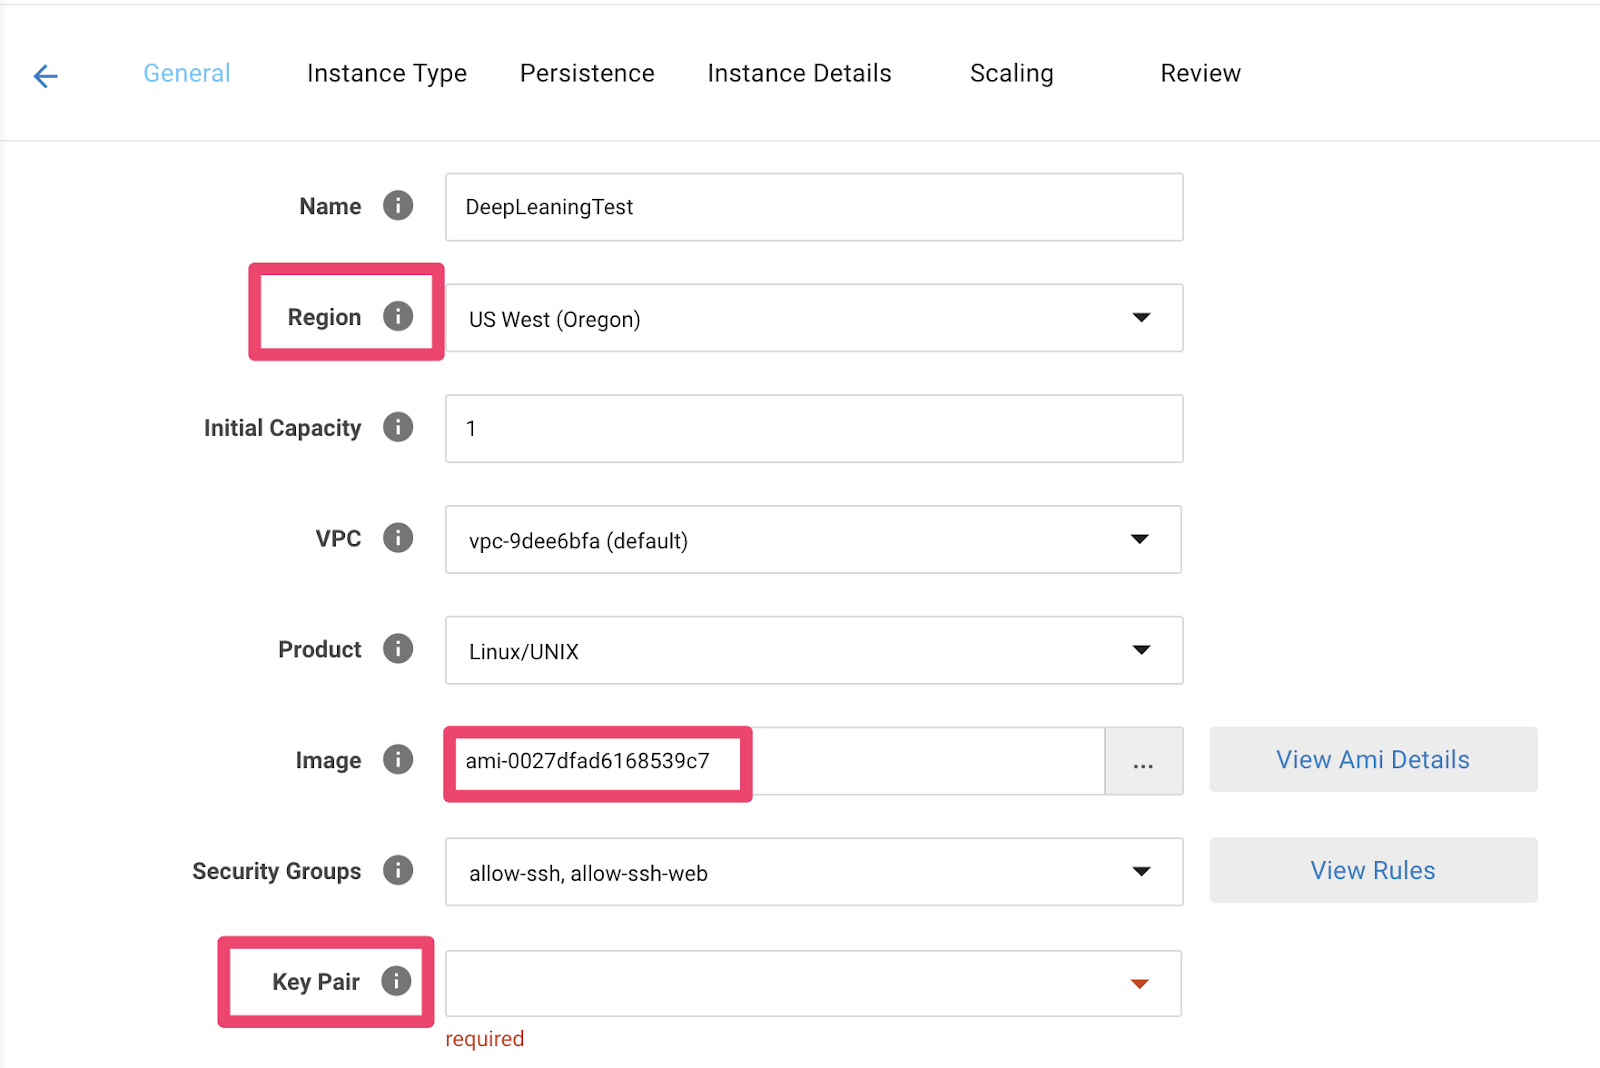 General Instance Type Persistence Instance Details Scaling Review
Name DeepLeaningTest
Region US West (Oregon)
Initial Capacity 1
VPC vpc-9dee6bfa (default)
Product Linux/UNIX
Image ami-0027dfad6168539c7 ... View Ami Details
Security Groups allow-ssh, allow-ssh-web View Rules
Key Pair
required